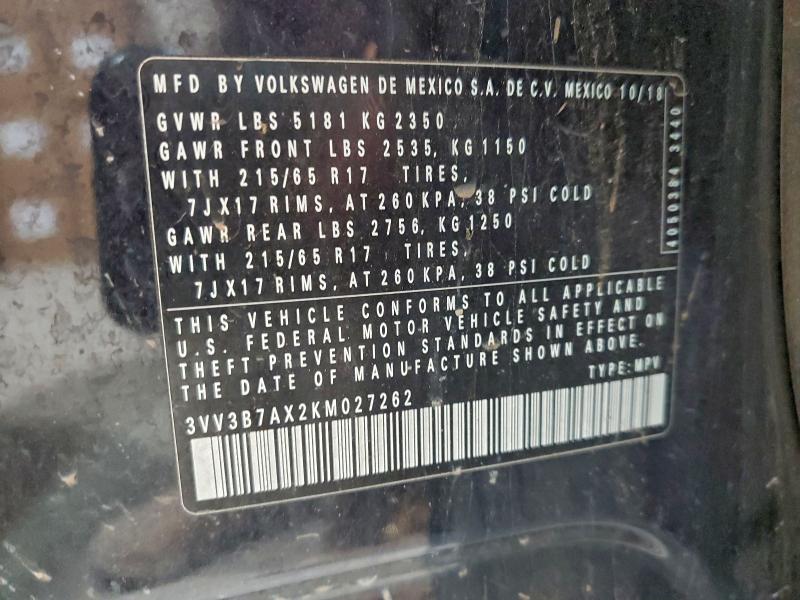 MFD BY VOLKSWAGEN DE MEXICO S.A. DE C.V. MEXICO 10/18
GVWR LBS 5181 KG 2350
GAWR FRONT LBS 2535, KG 1150
WITH 215/65 R17 TIRES,
7JX17 RIMS, AT 260 KPA, 38 PSI COLD
GAWR REAR LBS 2756, KG 1250
WITH 215/65 R17 TIRES,
7JX17 RIMS, AT 260 KPA, 38 PSI COLD
4050394 3440
THIS VEHICLE CONFORMS TO ALL APPLICABLE
U.S. FEDERAL MOTOR VEHICLE SAFETY AND
THEFT-PREVENTION STANDARDS IN EFFECT ON
THE DATE OF MANUFACTURE SHOWN ABOVE.
TYPE:MPV
3VV3B7AX2KM027262